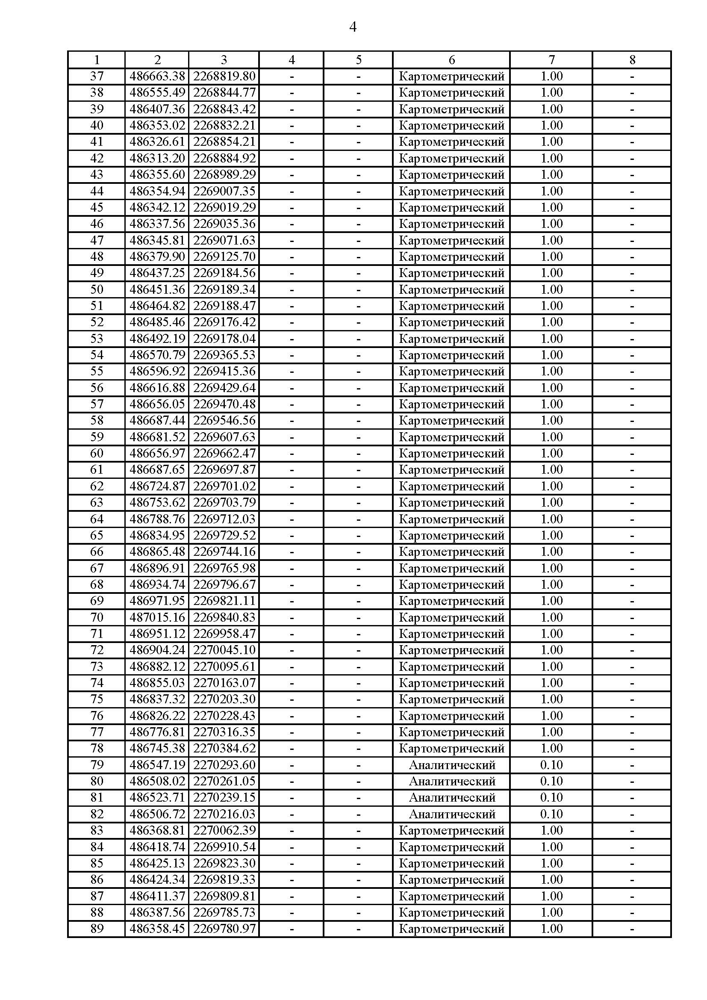 4
1 2 3 4 5 6 7 8
37 486663.38 2268819.80 - - Картометрический 1.00 -
38 486555.49 2268844.77 - - Картометрический 1.00 -
39 486407.36 2268843.42 - - Картометрический 1.00 -
40 486353.02 2268832.21 - - Картометрический 1.00 -
41 486326.61 2268854.21 - - Картометрический 1.00 -
42 486313.20 2268884.92 - - Картометрический 1.00 -
43 486355.60 2268989.29 - - Картометрический 1.00 -
44 486354.94 2269007.35 - - Картометрический 1.00 -
45 486342.12 2269019.29 - - Картометрический 1.00 -
46 486337.56 2269035.36 - - Картометрический 1.00 -
47 486345.81 2269071.63 - - Картометрический 1.00 -
48 486379.90 2269125.70 - - Картометрический 1.00 -
49 486437.25 2269184.56 - - Картометрический 1.00 -
50 486451.36 2269189.34 - - Картометрический 1.00 -
51 486464.82 2269188.47 - - Картометрический 1.00 -
52 486485.46 2269176.42 - - Картометрический 1.00 -
53 486492.19 2269178.04 - - Картометрический 1.00 -
54 486570.79 2269365.53 - - Картометрический 1.00 -
55 486596.92 2269415.36 - - Картометрический 1.00 -
56 486616.88 2269429.64 - - Картометрический 1.00 -
57 486656.05 2269470.48 - - Картометрический 1.00 -
58 486687.44 2269546.56 - - Картометрический 1.00 -
59 486681.52 2269607.63 - - Картометрический 1.00 -
60 486656.97 2269662.47 - - Картометрический 1.00 -
61 486687.65 2269697.87 - - Картометрический 1.00 -
62 486724.87 2269701.02 - - Картометрический 1.00 -
63 486753.62 2269703.79 - - Картометрический 1.00 -
64 486788.76 2269712.03 - - Картометрический 1.00 -
65 486834.95 2269729.52 - - Картометрический 1.00 -
66 486865.48 2269744.16 - - Картометрический 1.00 -
67 486896.91 2269765.98 - - Картометрический 1.00 -
68 486934.74 2269796.67 - - Картометрический 1.00 -
69 486971.95 2269821.11 - - Картометрический 1.00 -
70 487015.16 2269840.83 - - Картометрический 1.00 -
71 486951.12 2269958.47 - - Картометрический 1.00 -
72 486904.24 2270045.10 - - Картометрический 1.00 -
73 486882.12 2270095.61 - - Картометрический 1.00 -
74 486855.03 2270163.07 - - Картометрический 1.00 -
75 486837.32 2270203.30 - - Картометрический 1.00 -
76 486826.22 2270228.43 - - Картометрический 1.00 -
77 486776.81 2270316.35 - - Картометрический 1.00 -
78 486745.38 2270384.62 - - Картометрический 1.00 -
79 486547.19 2270293.60 - - Аналитический 0.10 -
80 486508.02 2270261.05 - - Аналитический 0.10 -
81 486523.71 2270239.15 - - Аналитический 0.10 -
82 486506.72 2270216.03 - - Аналитический 0.10 -
83 486368.81 2270062.39 - - Картометрический 1.00 -
84 486418.74 2269910.54 - - Картометрический 1.00 -
85 486425.13 2269823.30 - - Картометрический 1.00 -
86 486424.34 2269819.33 - - Картометрический 1.00 -
87 486411.37 2269809.81 - - Картометрический 1.00 -
88 486387.56 2269785.73 - - Картометрический 1.00 -
89 486358.45 2269780.97 - - Картометрический 1.00 -